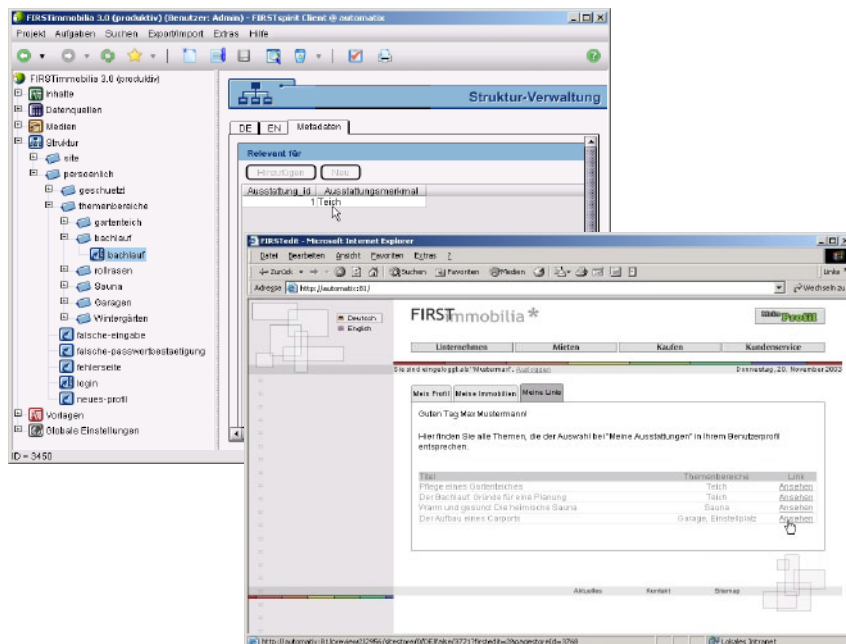 FIRSTimmobilia 3.0 (produktiv) (Benutzer: Admin) - FIRSTspirit Client @ automatix
Projekt Aufgaben Suchen Export/Import Extras Hilfe
FIRSTimmobilia 3.0 (produktiv)
Inhalte
Datenquellen
Medien
Struktur
site
persoenlich
geschuetzt
themenbereiche
gartenteich
bachlauf
bachlauf
rollrasen
Sauna
Garagen
Wintergärten
falsche-eingabe
falsche-passwortbestaetigung
fehlerseite
login
neues-profil
Vorlagen
Globale Einstellungen
ID = 3450
Struktur-Verwaltung
DE EN Metadaten
Relevant für
Hinzufügen Neu
Ausstattung_id Ausstattungsmerkmal
1 Teich
FIRSTedit - Microsoft Internet Explorer
Datei Bearbeiten Ansicht Favoriten Extras ?
Zurück Suchen Favoriten Medien Links
Adresse http://automatix:81/ Wechseln zu
Deutsch
English
FIRSTimmobilia*
Profil
Unternehmen Mieten Kaufen Kundenservice
Sie sind eingeloggt als "Musterman". Ausloggen Donnerstag, 20. November 2003
Mein Profil Meine Immobilien Meine Links
Guten Tag Max Mustermann!
Hier finden Sie alle Themen, die der Auswahl bei "Meine Ausstattungen" in Ihrem Benutzerprofil
entsprechen.
Titel Themenbereiche Link
Pflege eines Gartenteiches Teich Ansehen
Der Bachlauf: Gründe für eine Planung Teich Ansehen
Warm und gesund: Die heimische Sauna Sauna Ansehen
Der Aufbau eines Carports Garage, Einstellplatz Ansehen
Aktuelles Kontakt Sitemap
Lokales Intranet